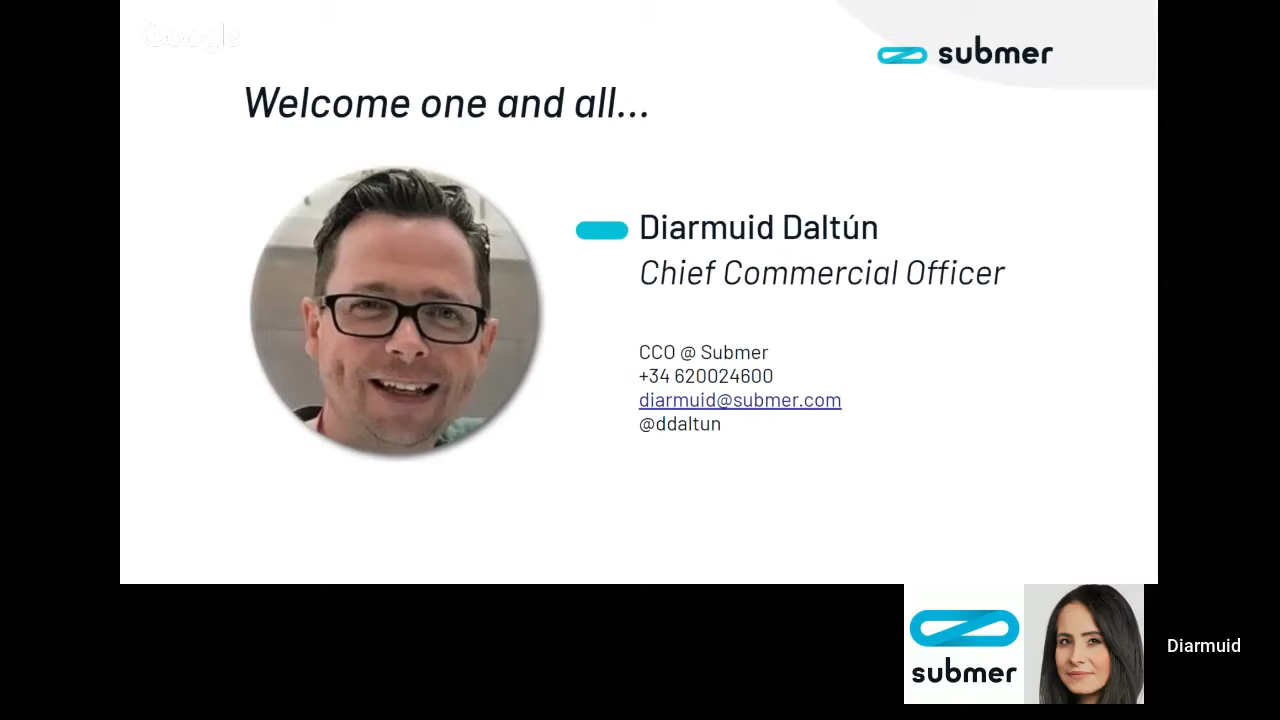 Google
submer
Welcome one and all...
Diarmuid Daltún
Chief Commercial Officer
CCO @ Submer
+34 620024600
diarmuid@submer.com
@ddaltun
submer
Diarmuid